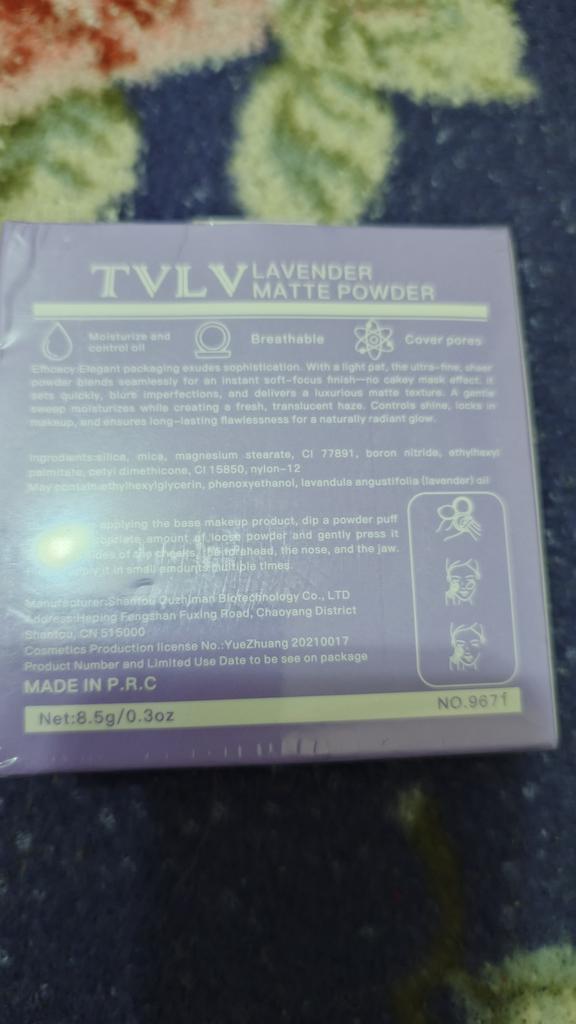 TVLV LAVENDER
MATTE POWDER
Moisturize and
control oil
Breathable
Cover pores
Efficacy:Elegant packaging exudes sophistication. With a light pat, the ultra-fine, sheer
powder blends seamlessly for an instant soft-focus finish—no cakey mask effect. It
sets quickly, blurs imperfections, and delivers a luxurious matte texture. A gentle
sweep moisturizes while creating a fresh, translucent haze. Controls shine, locks in
makeup, and ensures long-lasting flawlessness for a naturally radiant glow.
Ingredients:silica, mica, magnesium stearate, CI 77891, boron nitride, ethylhexyl
palmitate, cetyl dimethicone, CI 15850, nylon-12
May contain:ethylhexylglycerin, phenoxyethanol, lavandula angustifolia (lavender) oil
applying the base makeup product, dip a powder puff
amount of loose powder and gently press it
of the cheeks, the forehead, the nose, and the jaw.
it in small amounts multiple times.
Manufacturer:Shantou Ouzhiman Biotechnology Co., LTD
Address:Heping Fengshan Fuxing Road, Chaoyang District
Shantou, CN 515000
Cosmetics Production license No.:YueZhuang 20210017
Product Number and Limited Use Date to be see on package
MADE IN P.R.C
Net:8.5g/0.3oz